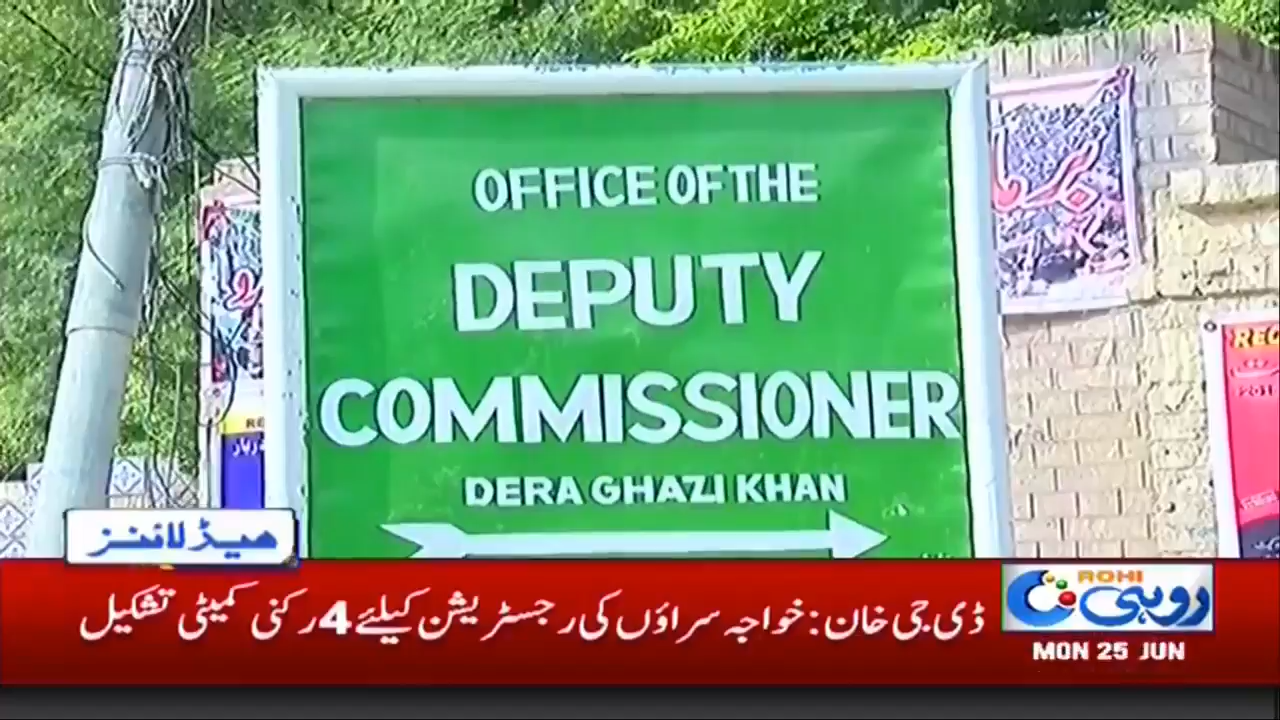 OFFICE OF THE
DEPUTY
COMMISSIONER
DERA GHAZI KHAN
ہیڈلائنز
ڈی جی خان: خواجہ سراؤں کی رجسٹریشن کیلئے 4 رکنی کمیٹی تشکیل
ROHI
روہی
MON 25 JUN